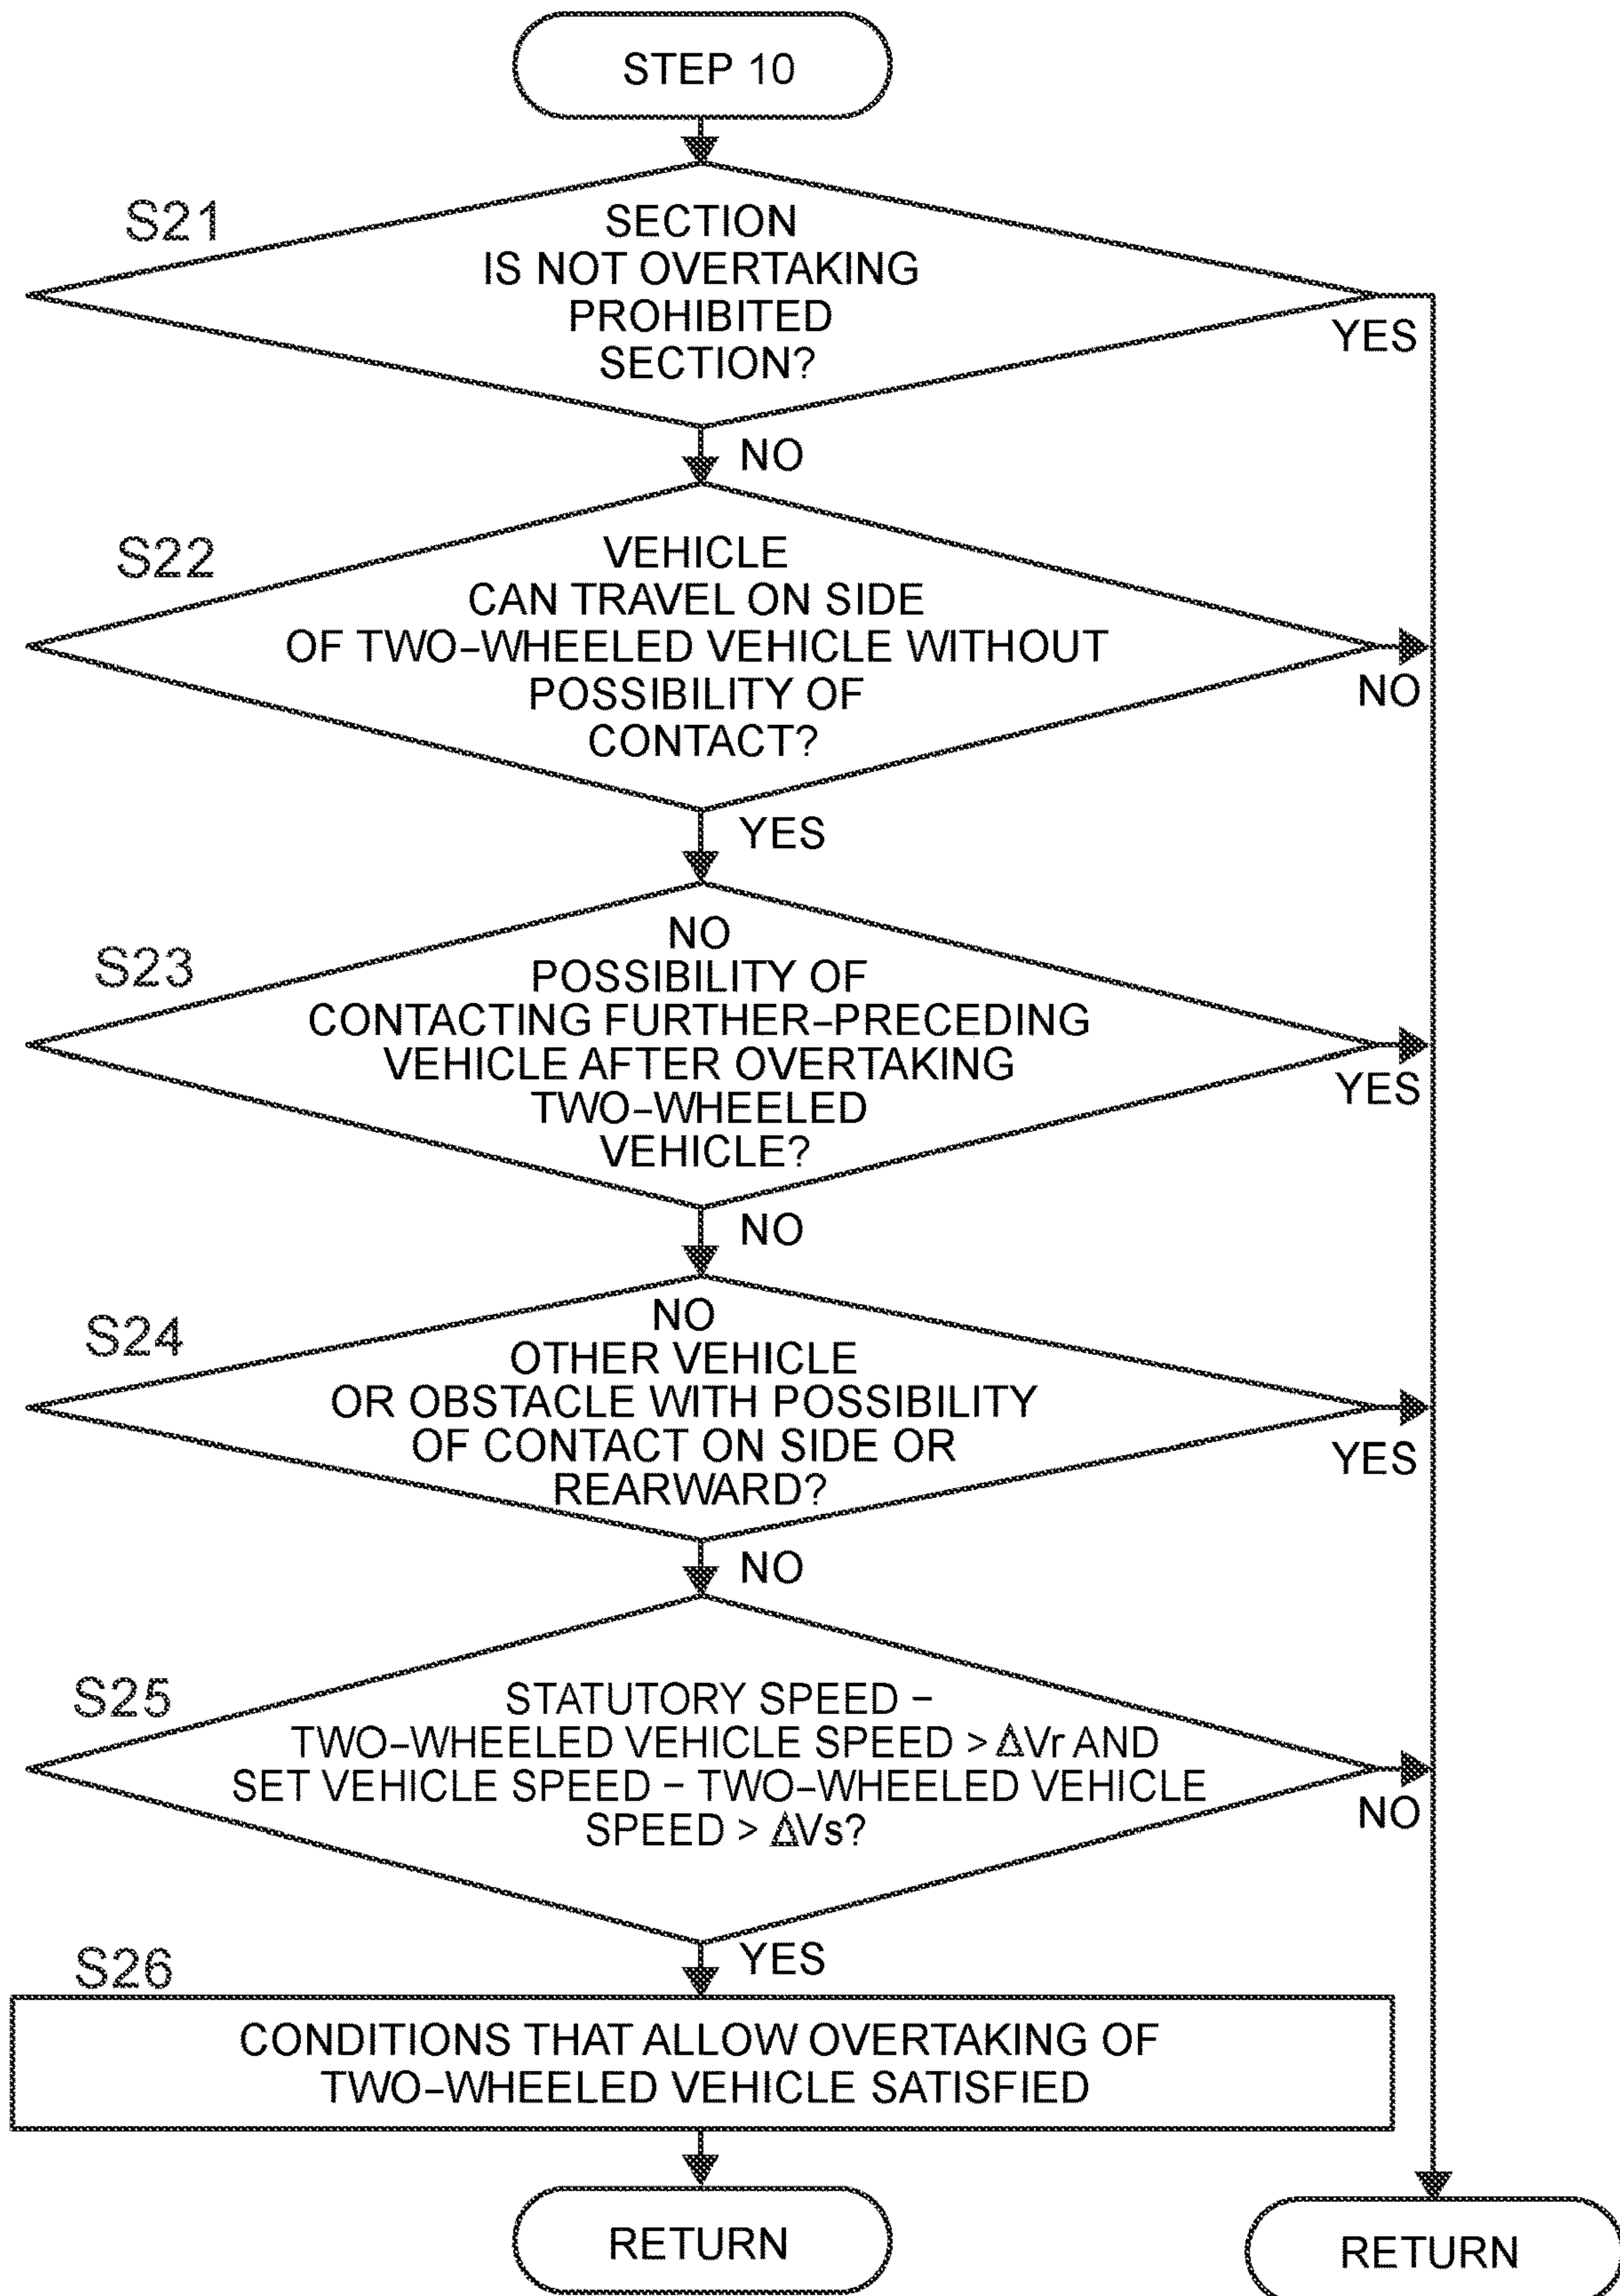 STEP 10
S21
SECTION
IS NOT OVERTAKING
PROHIBITED
SECTION?
YES
NO
S22
VEHICLE
CAN TRAVEL ON SIDE
OF TWO-WHEELED VEHICLE WITHOUT
POSSIBILITY OF
CONTACT?
NO
YES
S23
NO
POSSIBILITY OF
CONTACTING FURTHER-PRECEDING
VEHICLE AFTER OVERTAKING
TWO-WHEELED
VEHICLE?
YES
NO
S24
NO
OTHER VEHICLE
OR OBSTACLE WITH POSSIBILITY
OF CONTACT ON SIDE OR
REARWARD?
YES
NO
S25
STATUTORY SPEED −
TWO-WHEELED VEHICLE SPEED > ΔVr AND
SET VEHICLE SPEED − TWO-WHEELED VEHICLE
SPEED > ΔVs?
NO
YES
S26
CONDITIONS THAT ALLOW OVERTAKING OF
TWO-WHEELED VEHICLE SATISFIED
RETURN
RETURN